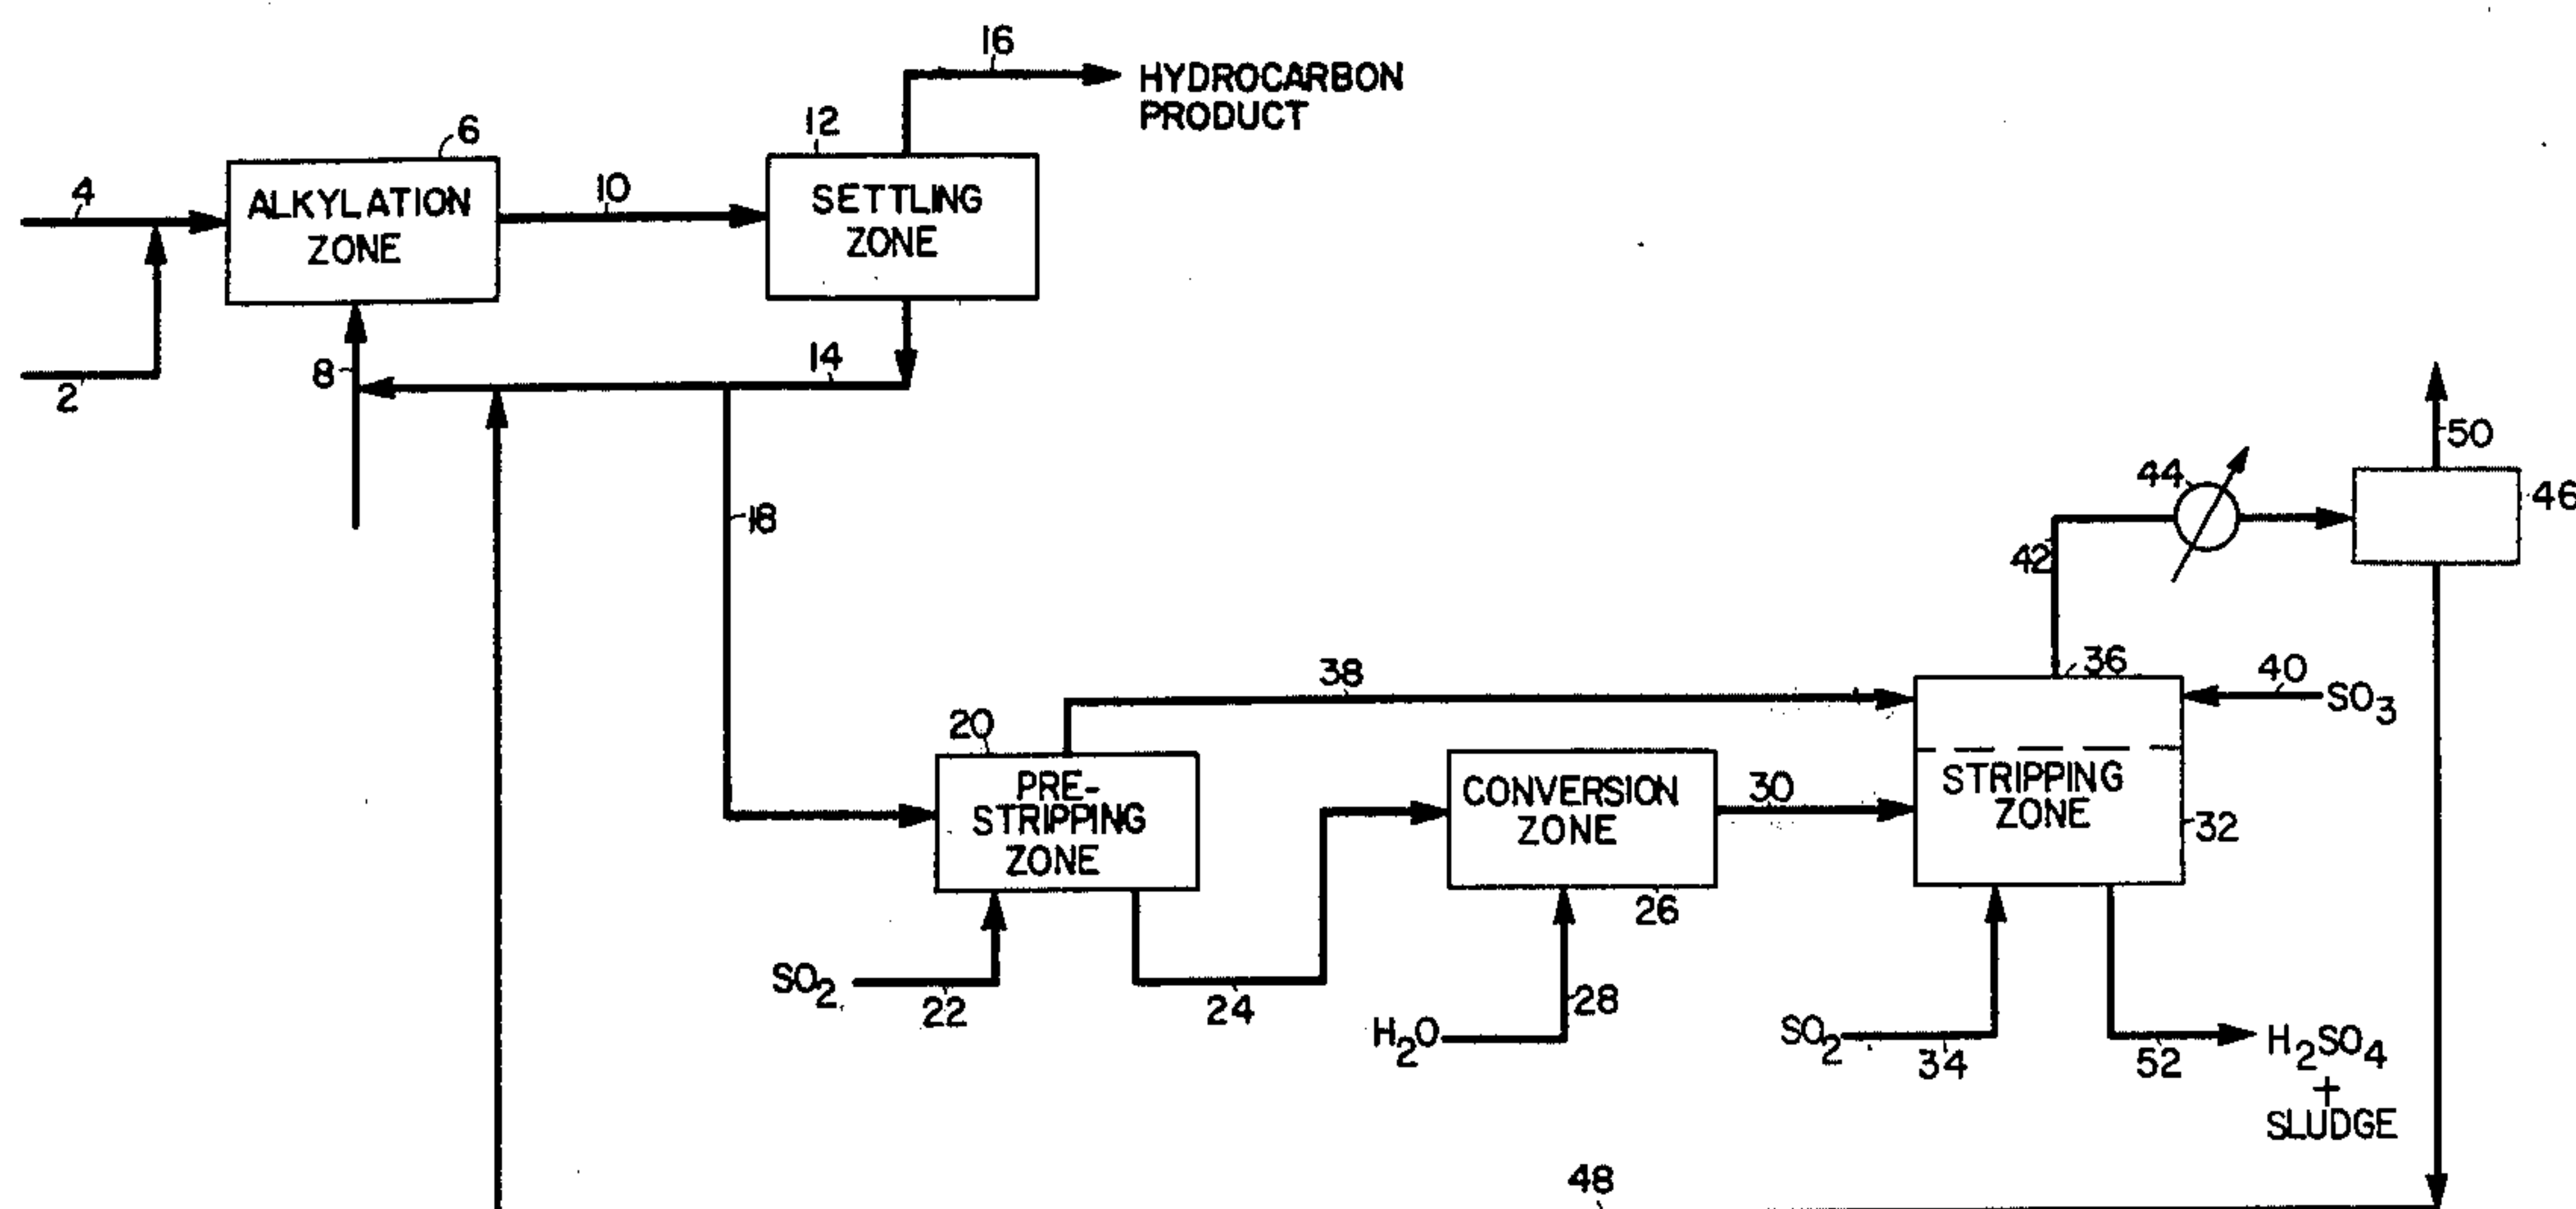 16
HYDROCARBON
PRODUCT
12
6
4
ALKYLATION
ZONE
10
SETTLING
ZONE
2
8
14
18
50
44
46
42
38
36
40
SO3
20
PRE-
STRIPPING
ZONE
CONVERSION
ZONE
30
STRIPPING
ZONE
32
26
SO2
22
24
28
H2O
SO2
34
52
H2SO4
+
SLUDGE
48